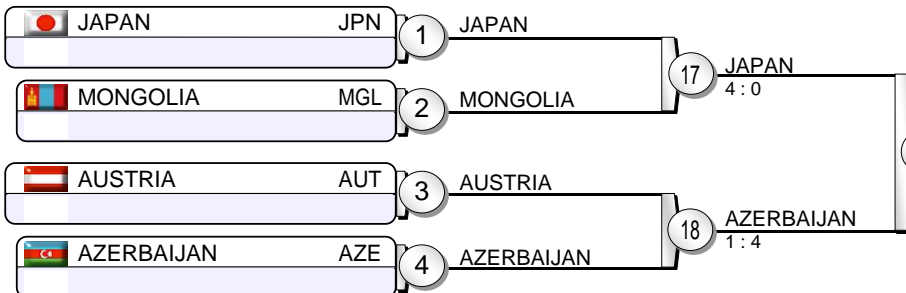 JAPAN JPN
1
JAPAN
MONGOLIA MGL
2
MONGOLIA
17
JAPAN
4 : 0
AUSTRIA AUT
3
AUSTRIA
AZERBAIJAN AZE
4
AZERBAIJAN
18
AZERBAIJAN
1 : 4